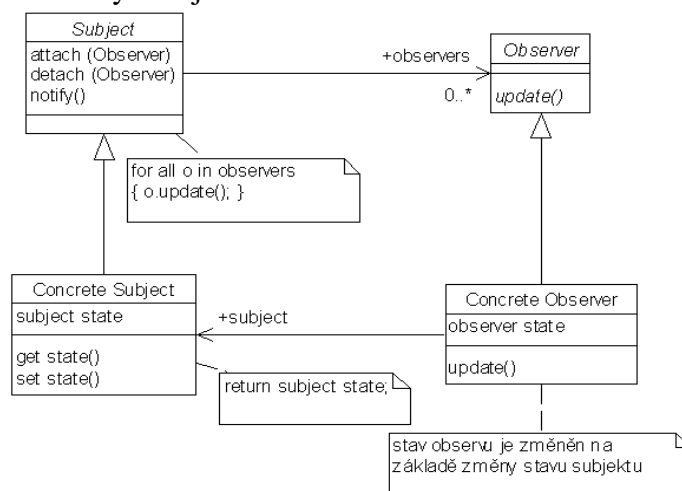 Subject
attach (Observer)
detach (Observer)
notify()
+observers
0..*
Observer
update()
for all o in observers
{ o.update(); }
Concrete Subject
subject state
get state()
set state()
+subject
return subject state;
Concrete Observer
observer state
update()
stav observu je změněn na
základě změny stavu subjektu